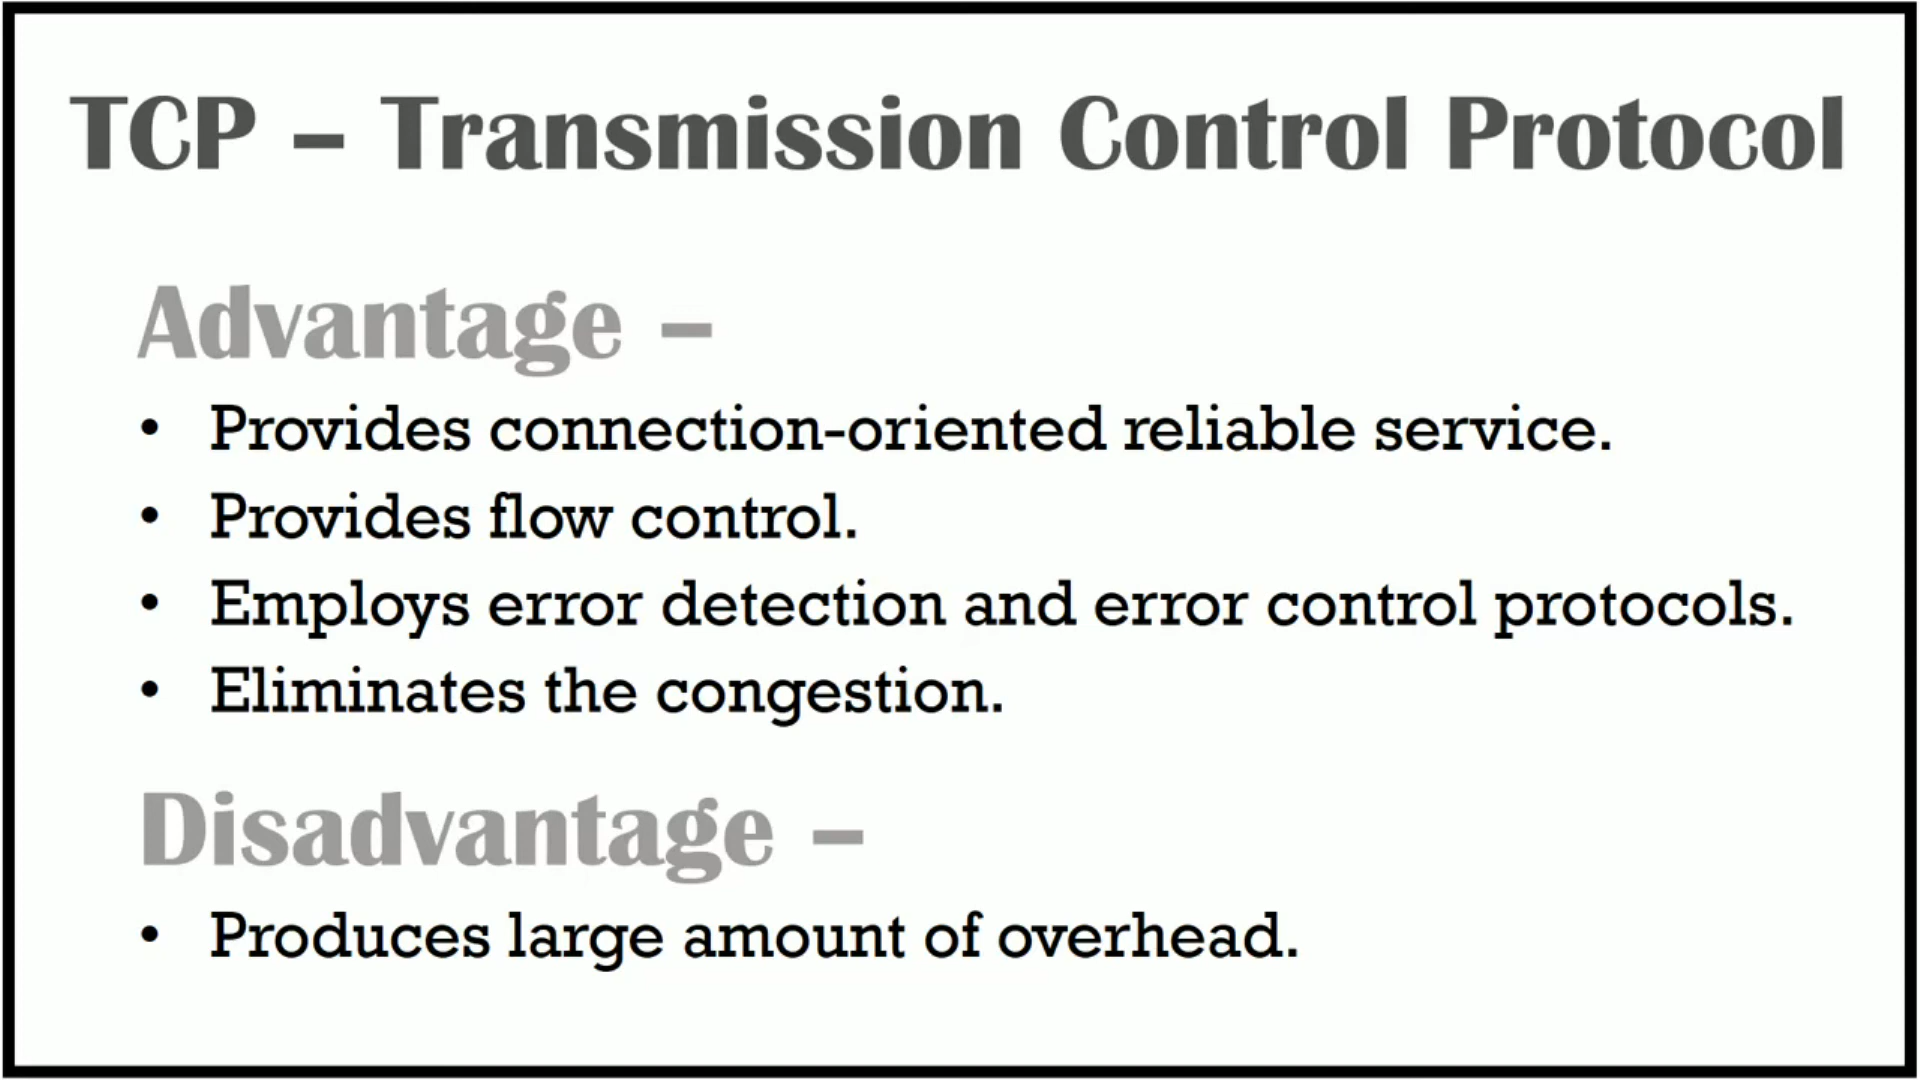 TCP – Transmission Control Protocol
Advantage –
• Provides connection-oriented reliable service.
• Provides flow control.
• Employs error detection and error control protocols.
• Eliminates the congestion.
Disadvantage –
• Produces large amount of overhead.